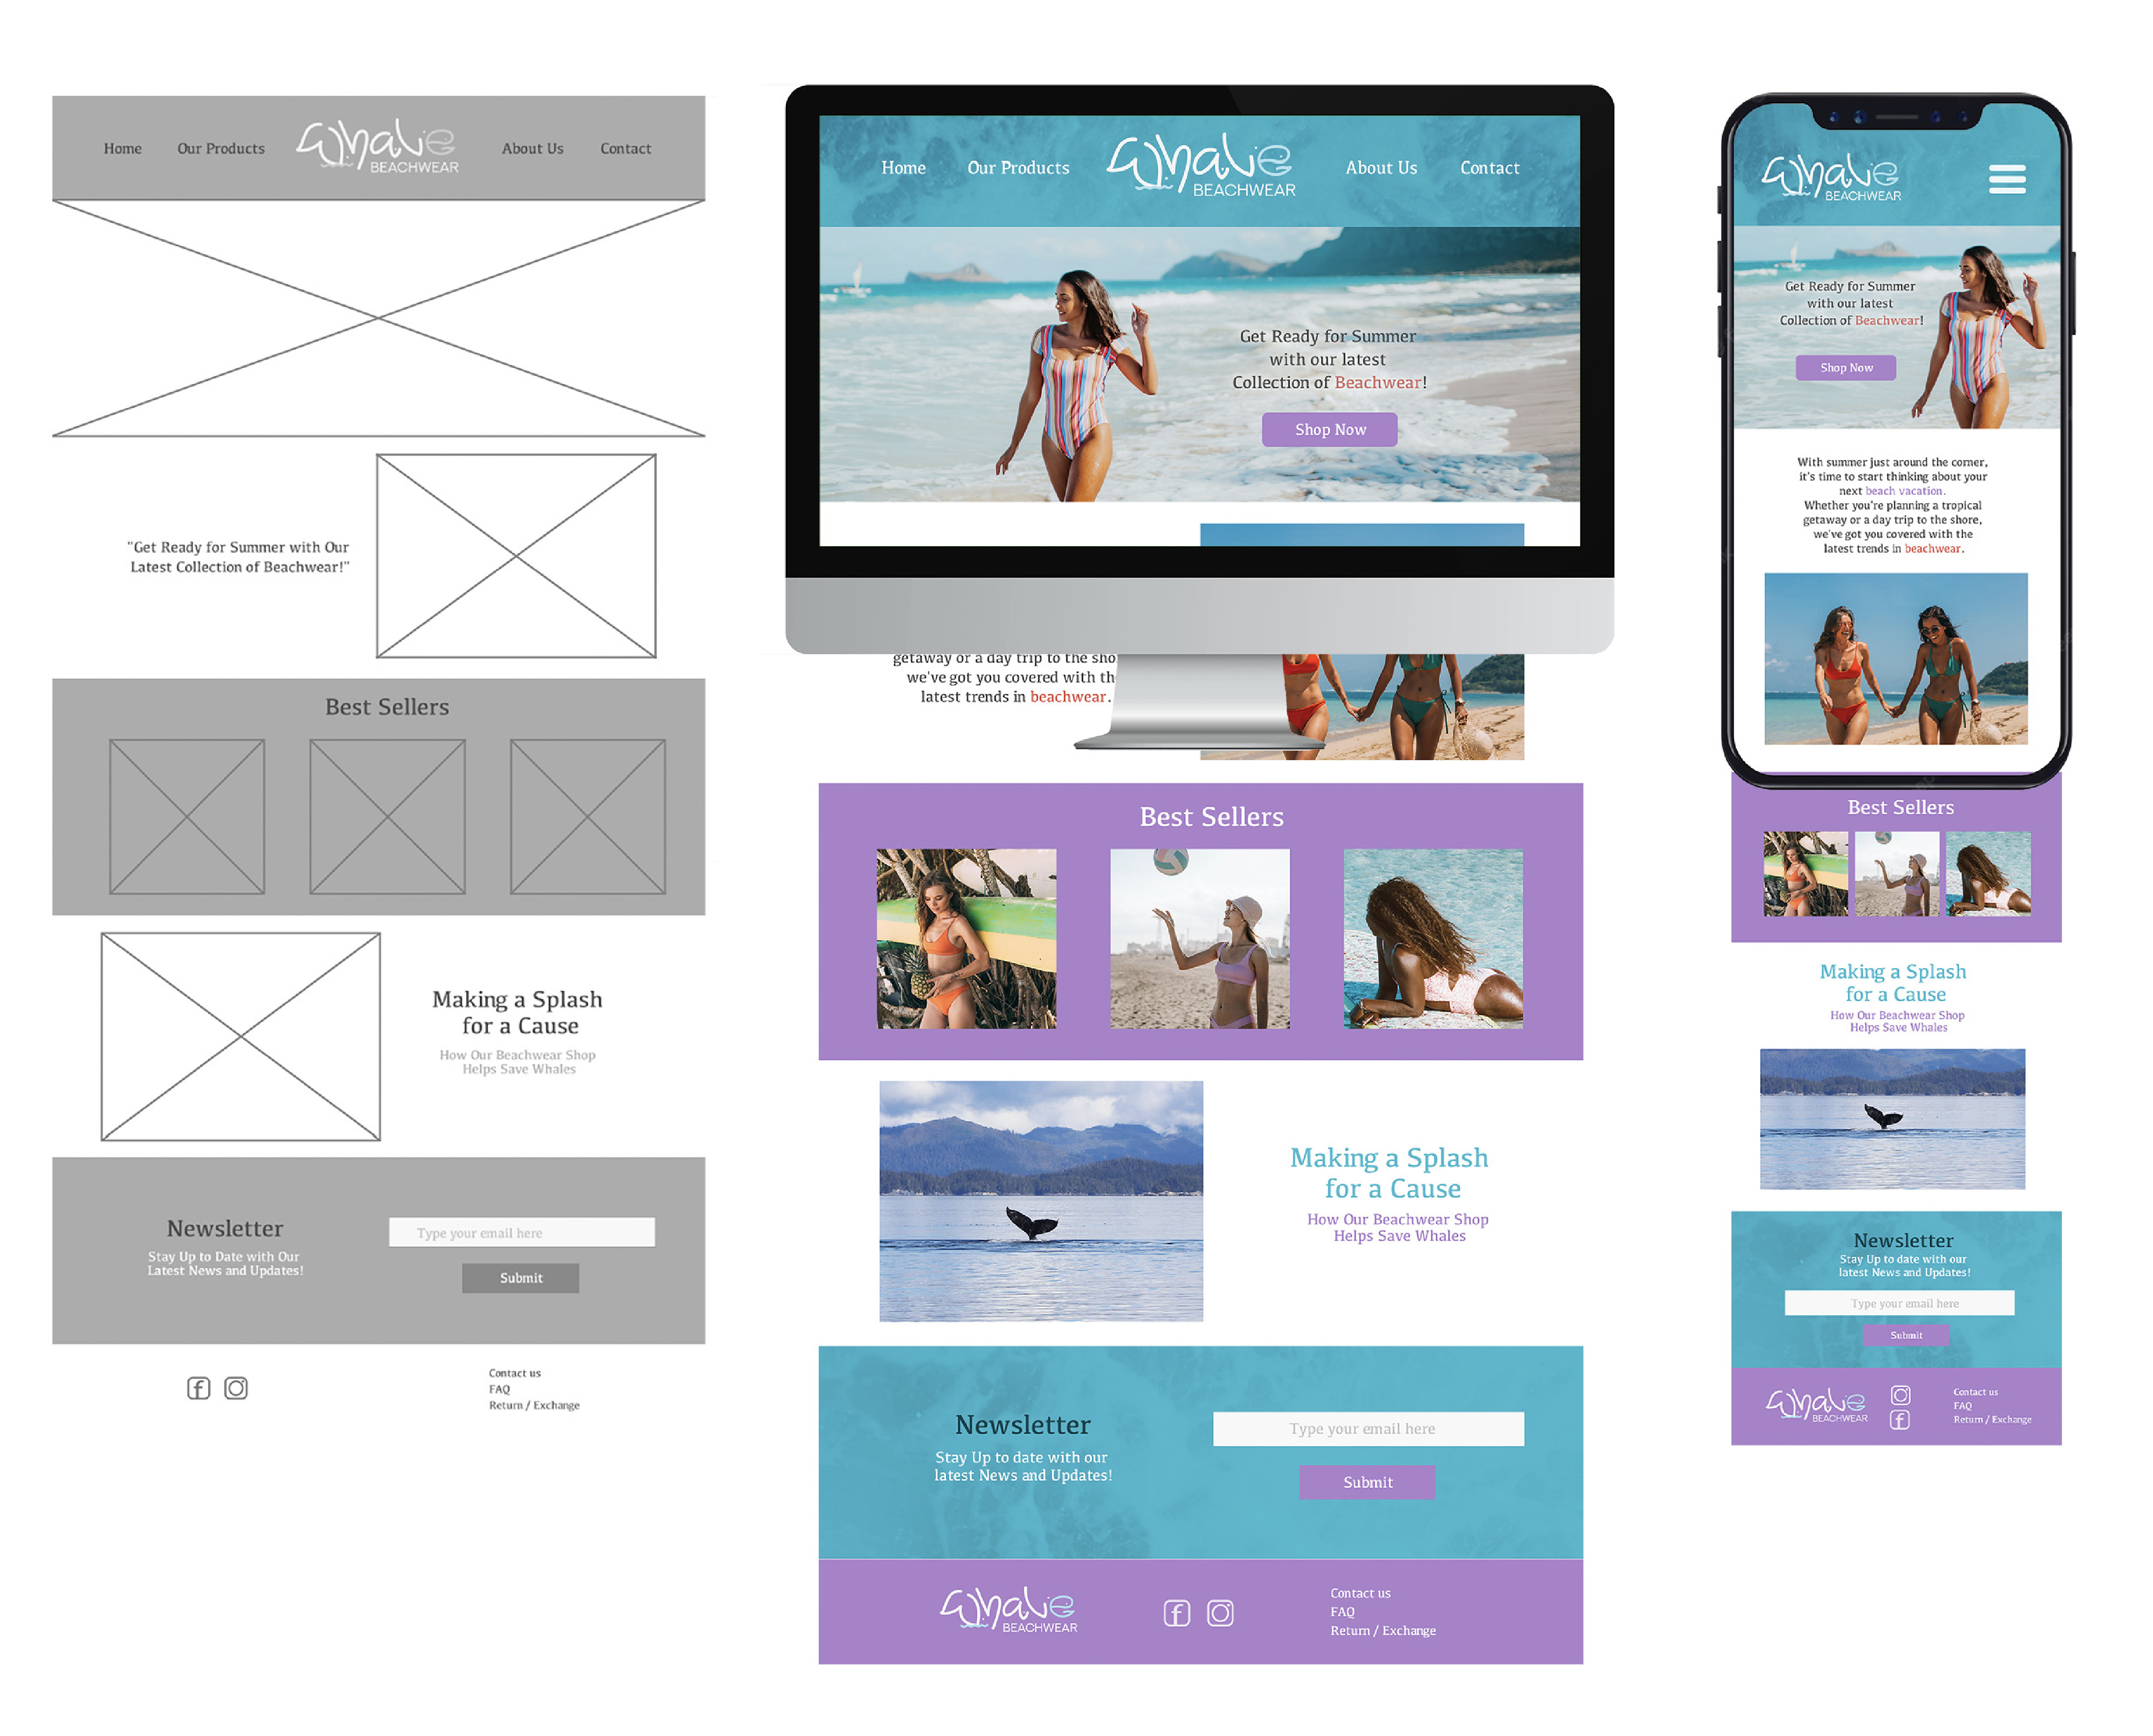 Home
Our Products
Whale
BEACHWEAR
About Us
Contact
"Get Ready for Summer with Our
Latest Collection of Beachwear!"
Best Sellers
Making a Splash
for a Cause
How Our Beachwear Shop
Helps Save Whales
Newsletter
Stay Up to Date with Our
Latest News and Updates!
Type your email here
Submit
Contact us
FAQ
Return / Exchange
Home
Our Products
Whale
BEACHWEAR
About Us
Contact
Get Ready for Summer
with our latest
Collection of Beachwear!
Shop Now
getaway or a day trip to the sho
we've got you covered with th
latest trends in beachwear.
Best Sellers
Making a Splash
for a Cause
How Our Beachwear Shop
Helps Save Whales
Newsletter
Stay Up to date with our
latest News and Updates!
Type your email here
Submit
Whale
BEACHWEAR
Contact us
FAQ
Return / Exchange
Whale
BEACHWEAR
Get Ready for Summer
with our latest
Collection of Beachwear!
Shop Now
With summer just around the corner,
it's time to start thinking about your
next beach vacation.
Whether you're planning a tropical
getaway or a day trip to the shore,
we've got you covered with the
latest trends in beachwear.
Best Sellers
Making a Splash
for a Cause
How Our Beachwear Shop
Helps Save Whales
Newsletter
Stay Up to date with our
latest News and Updates!
Type your email here
Submit
Whale
BEACHWEAR
Contact us
FAQ
Return / Exchange